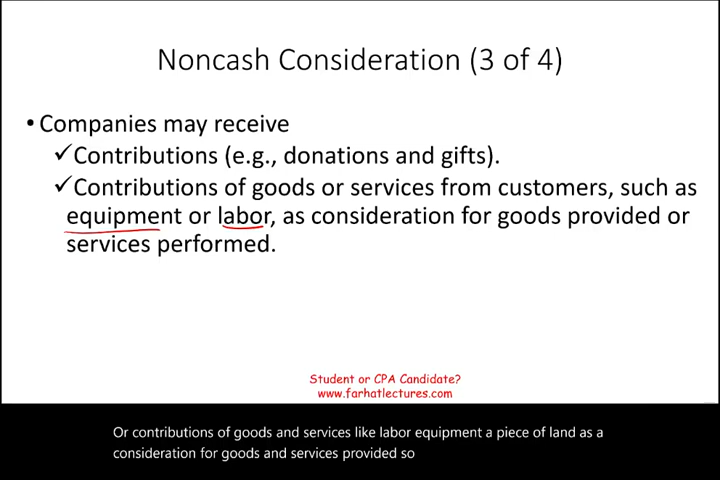 Noncash Consideration (3 of 4)
• Companies may receive
✓Contributions (e.g., donations and gifts).
✓Contributions of goods or services from customers, such as
equipment or labor, as consideration for goods provided or
services performed.
Student or CPA Candidate?
www.farhatlectures.com
Or contributions of goods and services like labor equipment a piece of land as a
consideration for goods and services provided so